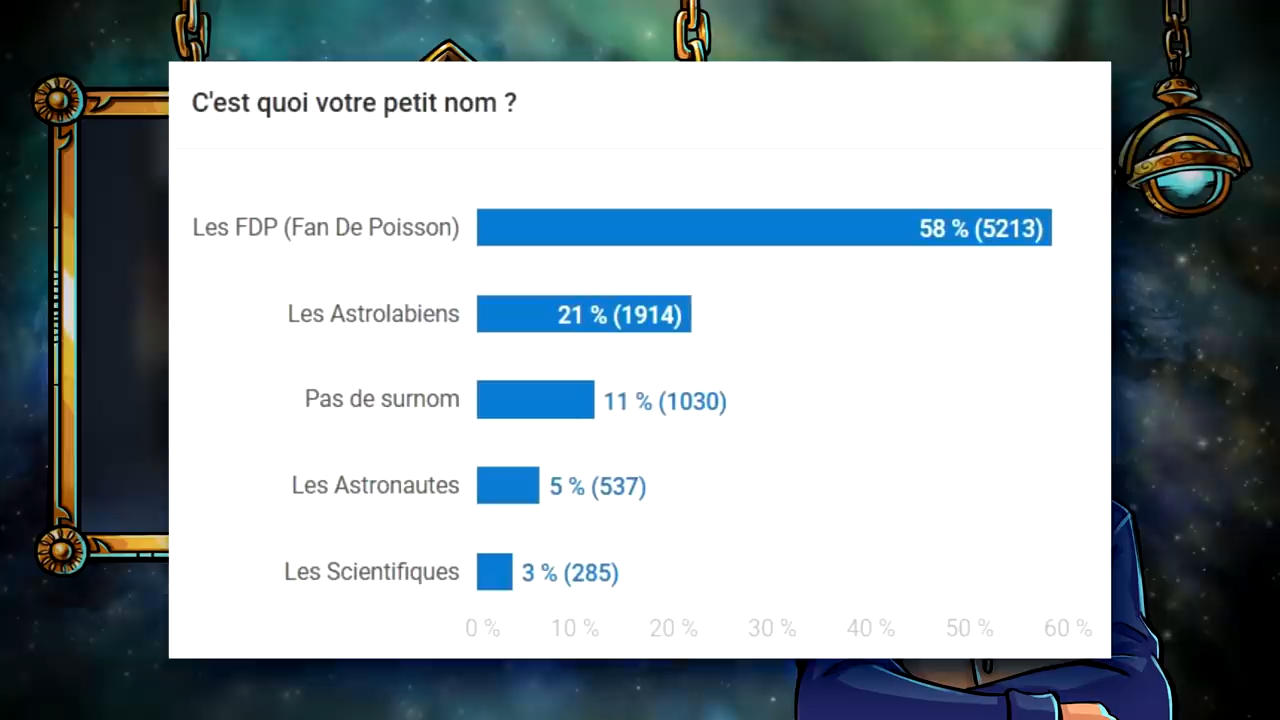 C'est quoi votre petit nom ?
Les FDP (Fan De Poisson) 58 % (5213)
Les Astrolabiens 21 % (1914)
Pas de surnom 11 % (1030)
Les Astronautes 5 % (537)
Les Scientifiques 3 % (285)
0 % 10 % 20 % 30 % 40 % 50 % 60 %